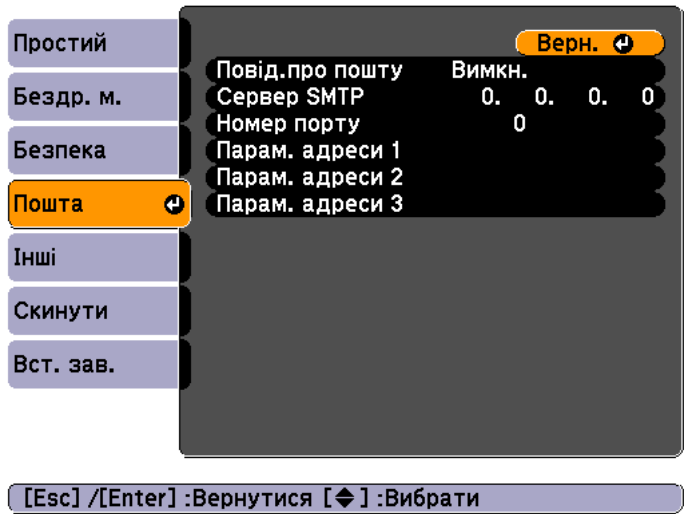 Простий
Бездр. м.
Безпека
Пошта
Інші
Скинути
Вст. зав.
Верн.
Повід.про пошту Вимкн.
Сервер SMTP 0. 0. 0. 0
Номер порту 0
Парам. адреси 1
Парам. адреси 2
Парам. адреси 3
[Esc] /[Enter] :Вернутися [◆] :Вибрати